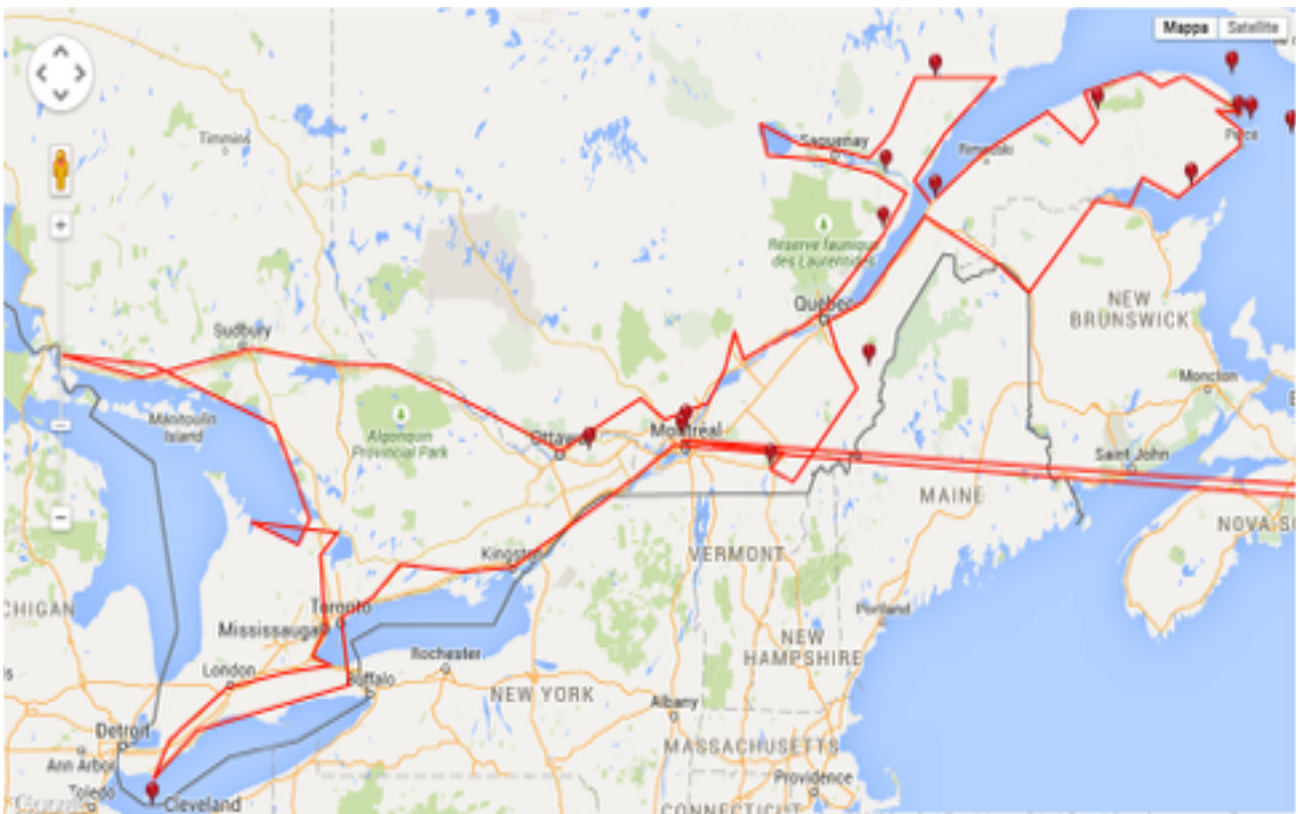 Mappa
Satellite
Timmins
Saguenay
Rimouski
Percé
Réserve faunique
des Laurentides
Québec
NEW
BRUNSWICK
Sudbury
Manitoulin
Island
Algonquin
Provincial Park
Ottawa
Montreal
Moncton
Saint John
MAINE
NOVA SC
Kingston
VERMONT
CHIGAN
Toronto
Mississauga
Portland
NEW
HAMPSHIRE
London
Rochester
Buffalo
NEW YORK
Albany
Detroit
Ann Arbor
MASSACHUSETTS
Toledo
Cleveland
Providence
CONNECTICUT